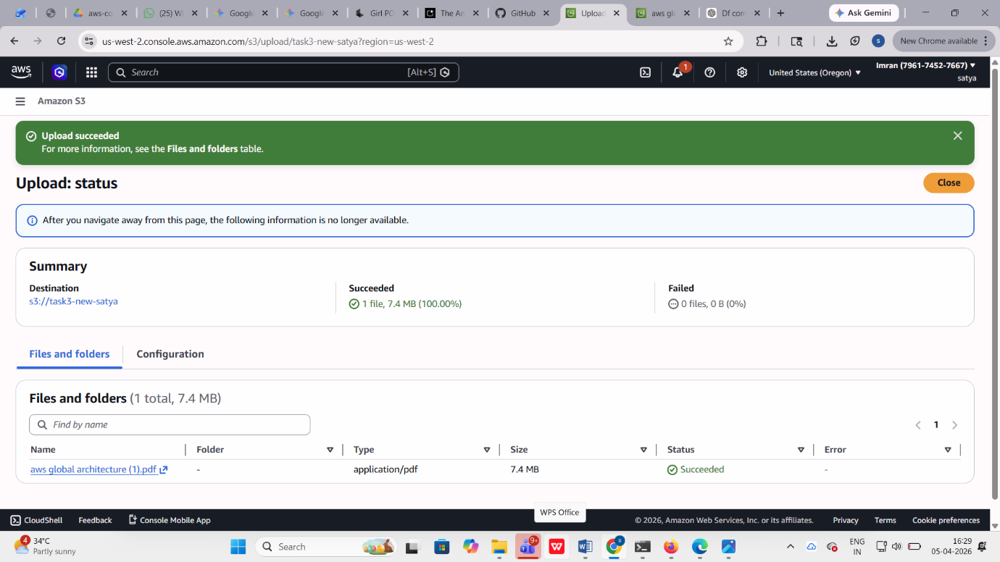 aws-co
(25) W
Google
Google
Girl PO
The An
GitHub
Upload
aws gl
Df com
Ask Gemini
us-west-2.console.aws.amazon.com/s3/upload/task3-new-satya?region=us-west-2
s
New Chrome available
aws
Search
[Alt+S]
1
United States (Oregon)
Imran (7961-7452-7667)
satya
Amazon S3
Upload succeeded
For more information, see the Files and folders table.
Upload: status
Close
After you navigate away from this page, the following information is no longer available.
Summary
Destination
s3://task3-new-satya
Succeeded
1 file, 7.4 MB (100.00%)
Failed
0 files, 0 B (0%)
Files and folders
Configuration
Files and folders (1 total, 7.4 MB)
Find by name
1
Name
Folder
Type
Size
Status
Error
aws global architecture (1).pdf
-
application/pdf
7.4 MB
Succeeded
-
WPS Office
CloudShell
Feedback
Console Mobile App
© 2026, Amazon Web Services, Inc. or its affiliates.
Privacy
Terms
Cookie preferences
4
34°C
Partly sunny
Search
9+
W
s
ENG
IN
16:29
05-04-2026